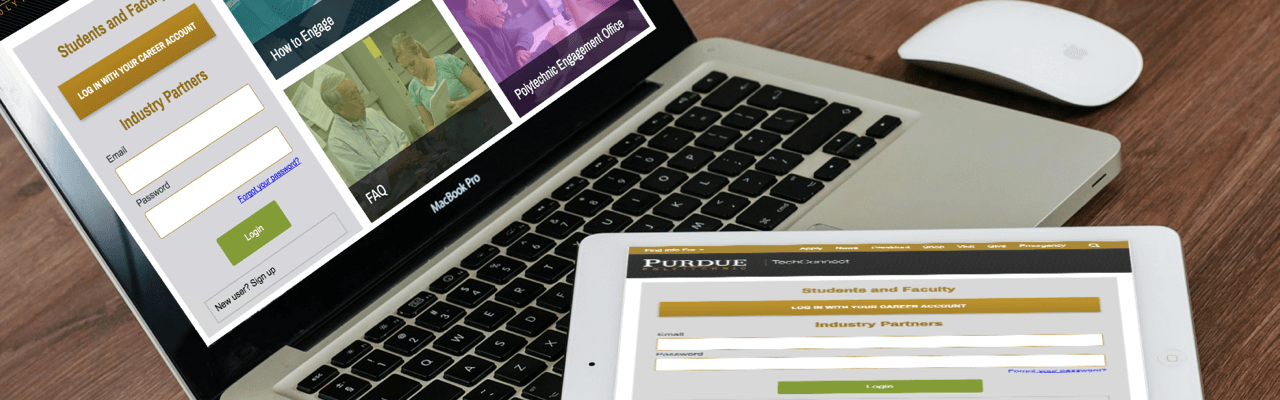 Students and Faculty
LOG IN WITH YOUR CAREER ACCOUNT
Industry Partners
Email
Password
Forgot your password?
Login
New user? Sign up
How to Engage
Polytechnic Engagement Office
FAQ
MacBook Pro
Find Info For
Apply News Directory Shop Visit Give Emergency
PURDUE
POLYTECHNIC
TechConnect
Students and Faculty
LOG IN WITH YOUR CAREER ACCOUNT
Industry Partners
Email
Password
Forgot your password?
Login